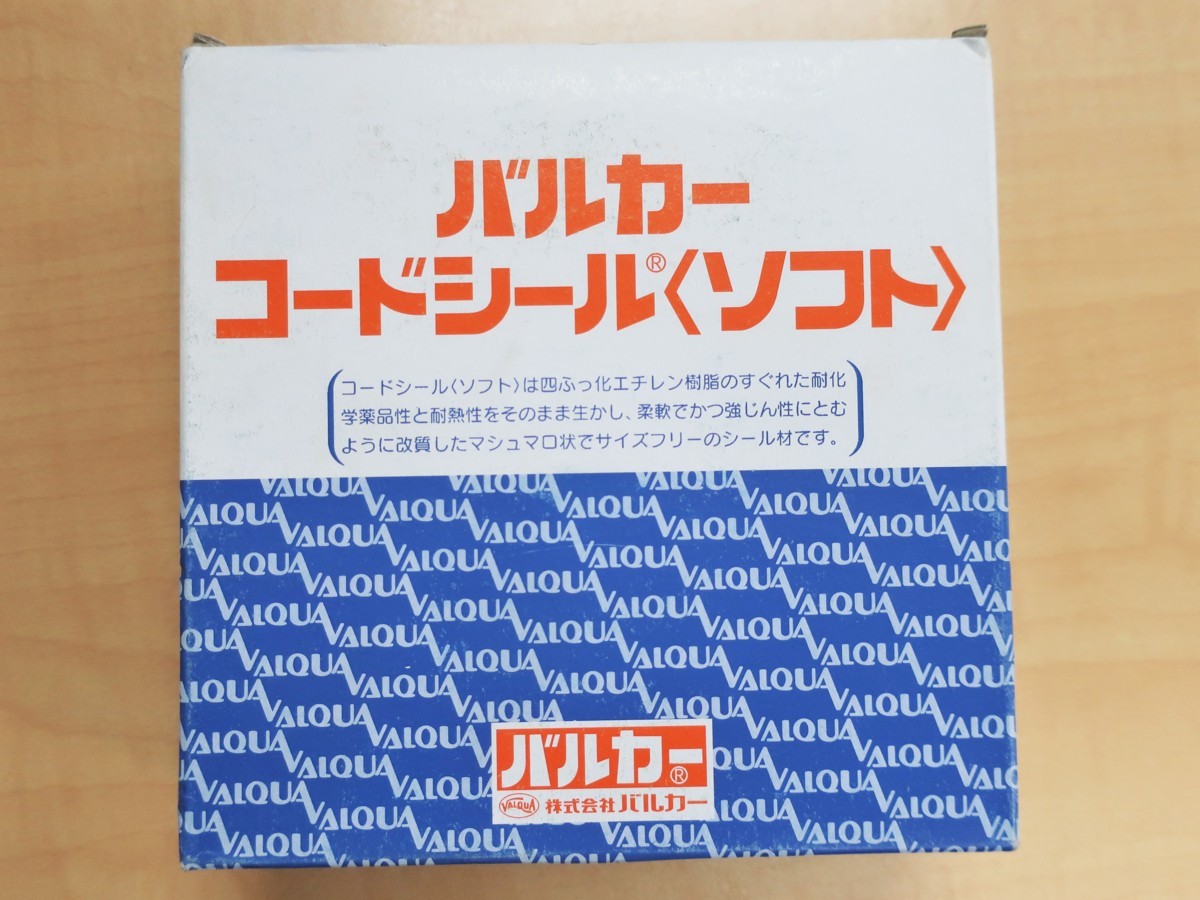 バルカー
コードシール®〈ソフト〉
コードシール〈ソフト〉は四ふっ化エチレン樹脂のすぐれた耐化
学薬品性と耐熱性をそのまま生かし、柔軟でかつ強じん性にとむ
ように改質したマシュマロ状でサイズフリーのシール材です。
VALQUA VALQUA VALQUA VALQUA
バルカー®
VALQUA 株式会社バルカー